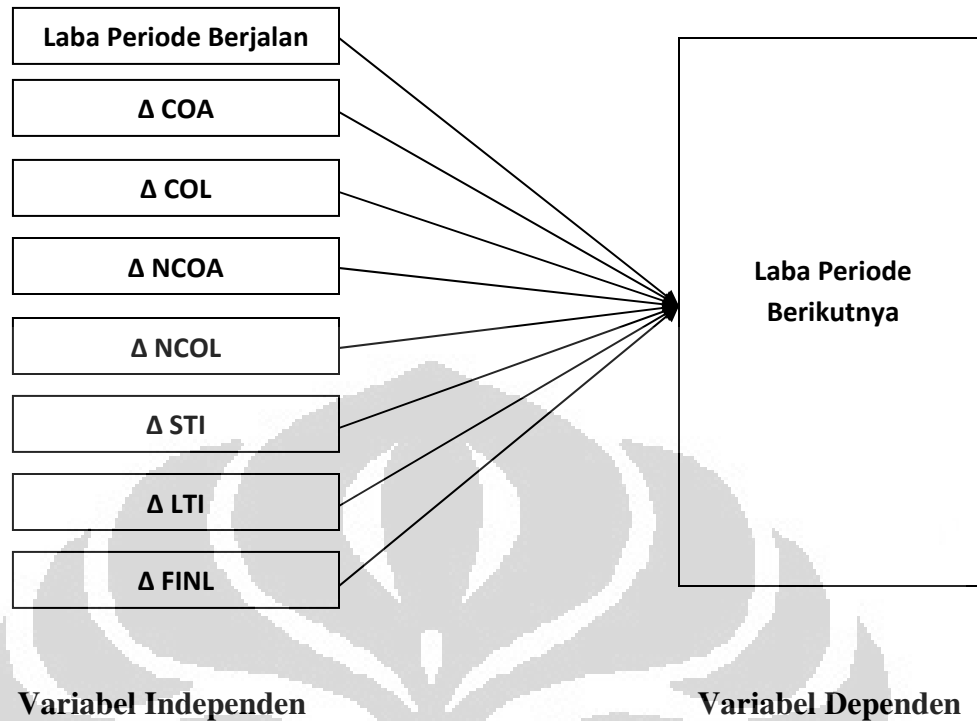 Laba Periode Berjalan
Δ COA
Δ COL
Δ NCOA
Δ NCOL
Δ STI
Δ LTI
Δ FINL
Laba Periode
Berikutnya
Variabel Independen
Variabel Dependen